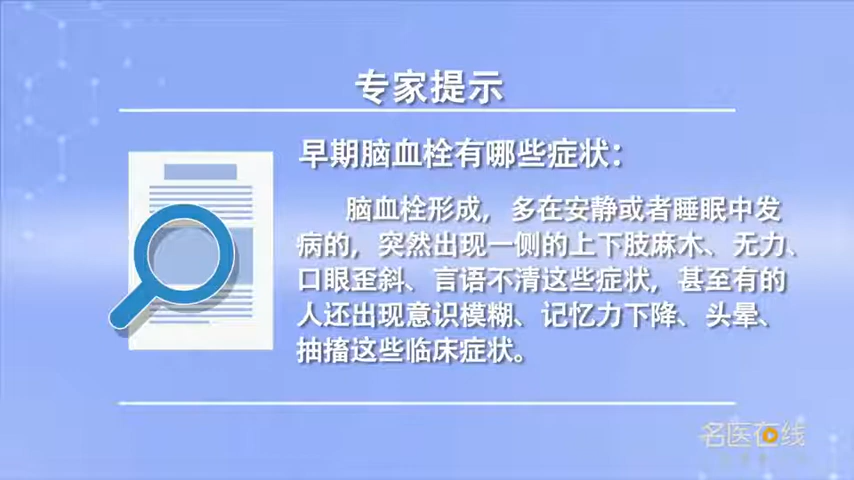 专家提示
早期脑血栓有哪些症状：
脑血栓形成，多在安静或者睡眠中发
病的，突然出现一侧的上下肢麻木、无力、
口眼歪斜、言语不清这些症状，甚至有的
人还出现意识模糊、记忆力下降、头晕、
抽搐这些临床症状。
名医在线